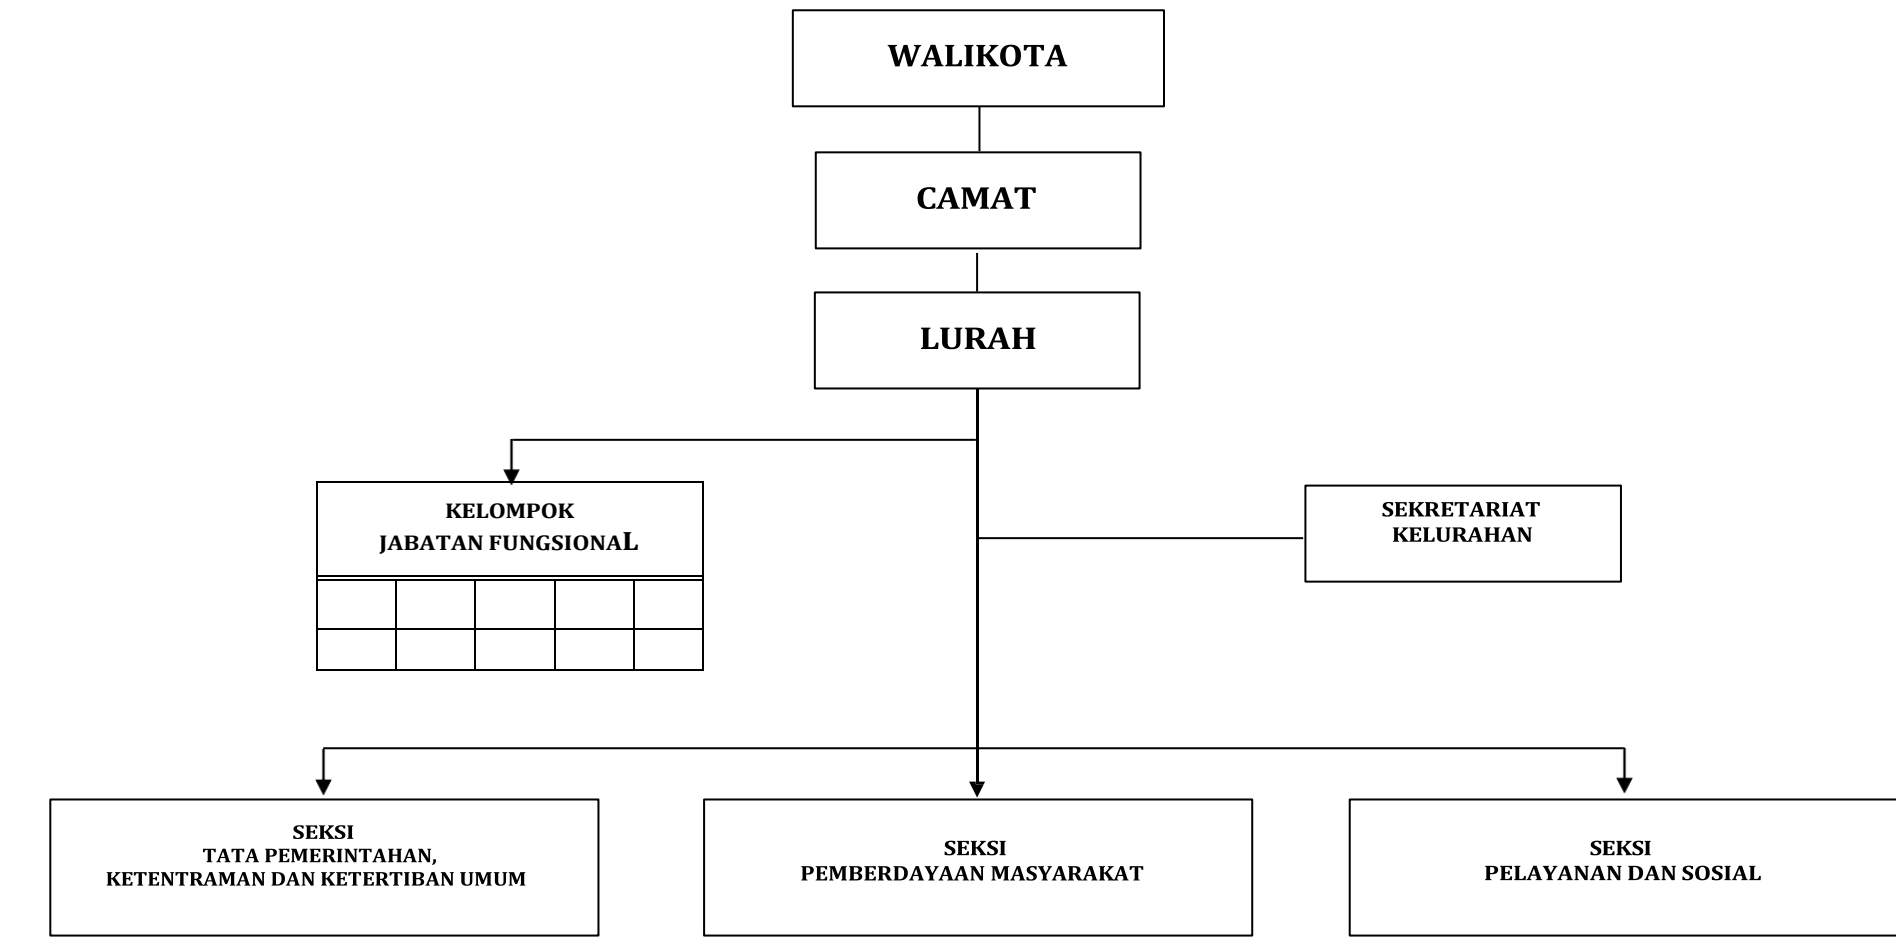 WALIKOTA
CAMAT
LURAH
KELOMPOK
JABATAN FUNGSIONAL
SEKRETARIAT
KELURAHAN
SEKSI
TATA PEMERINTAHAN,
KETENTRAMAN DAN KETERTIBAN UMUM
SEKSI
PEMBERDAYAAN MASYARAKAT
SEKSI
PELAYANAN DAN SOSIAL